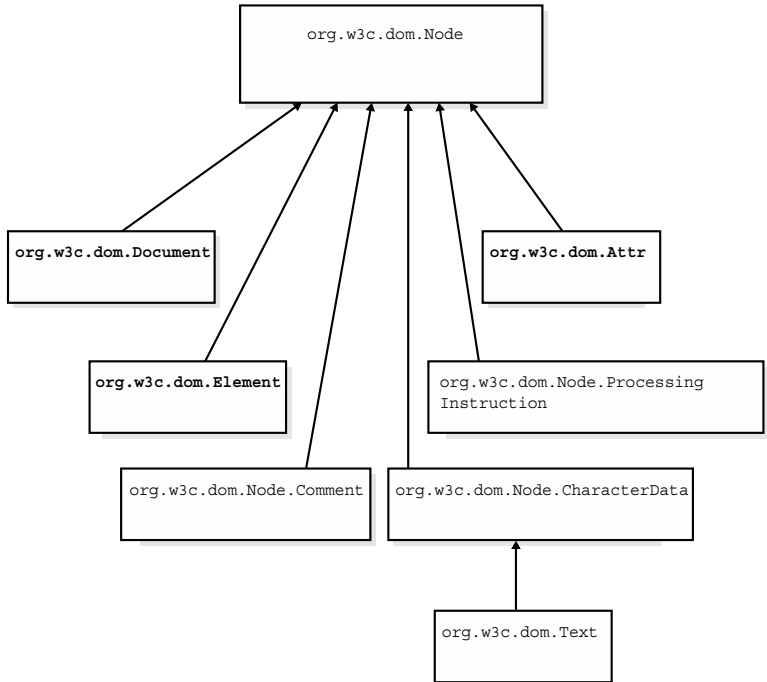 org.w3c.dom.Node
org.w3c.dom.Document
org.w3c.dom.Attr
org.w3c.dom.Element
org.w3c.dom.Node.Processing
Instruction
org.w3c.dom.Node.Comment
org.w3c.dom.Node.CharacterData
org.w3c.dom.Text